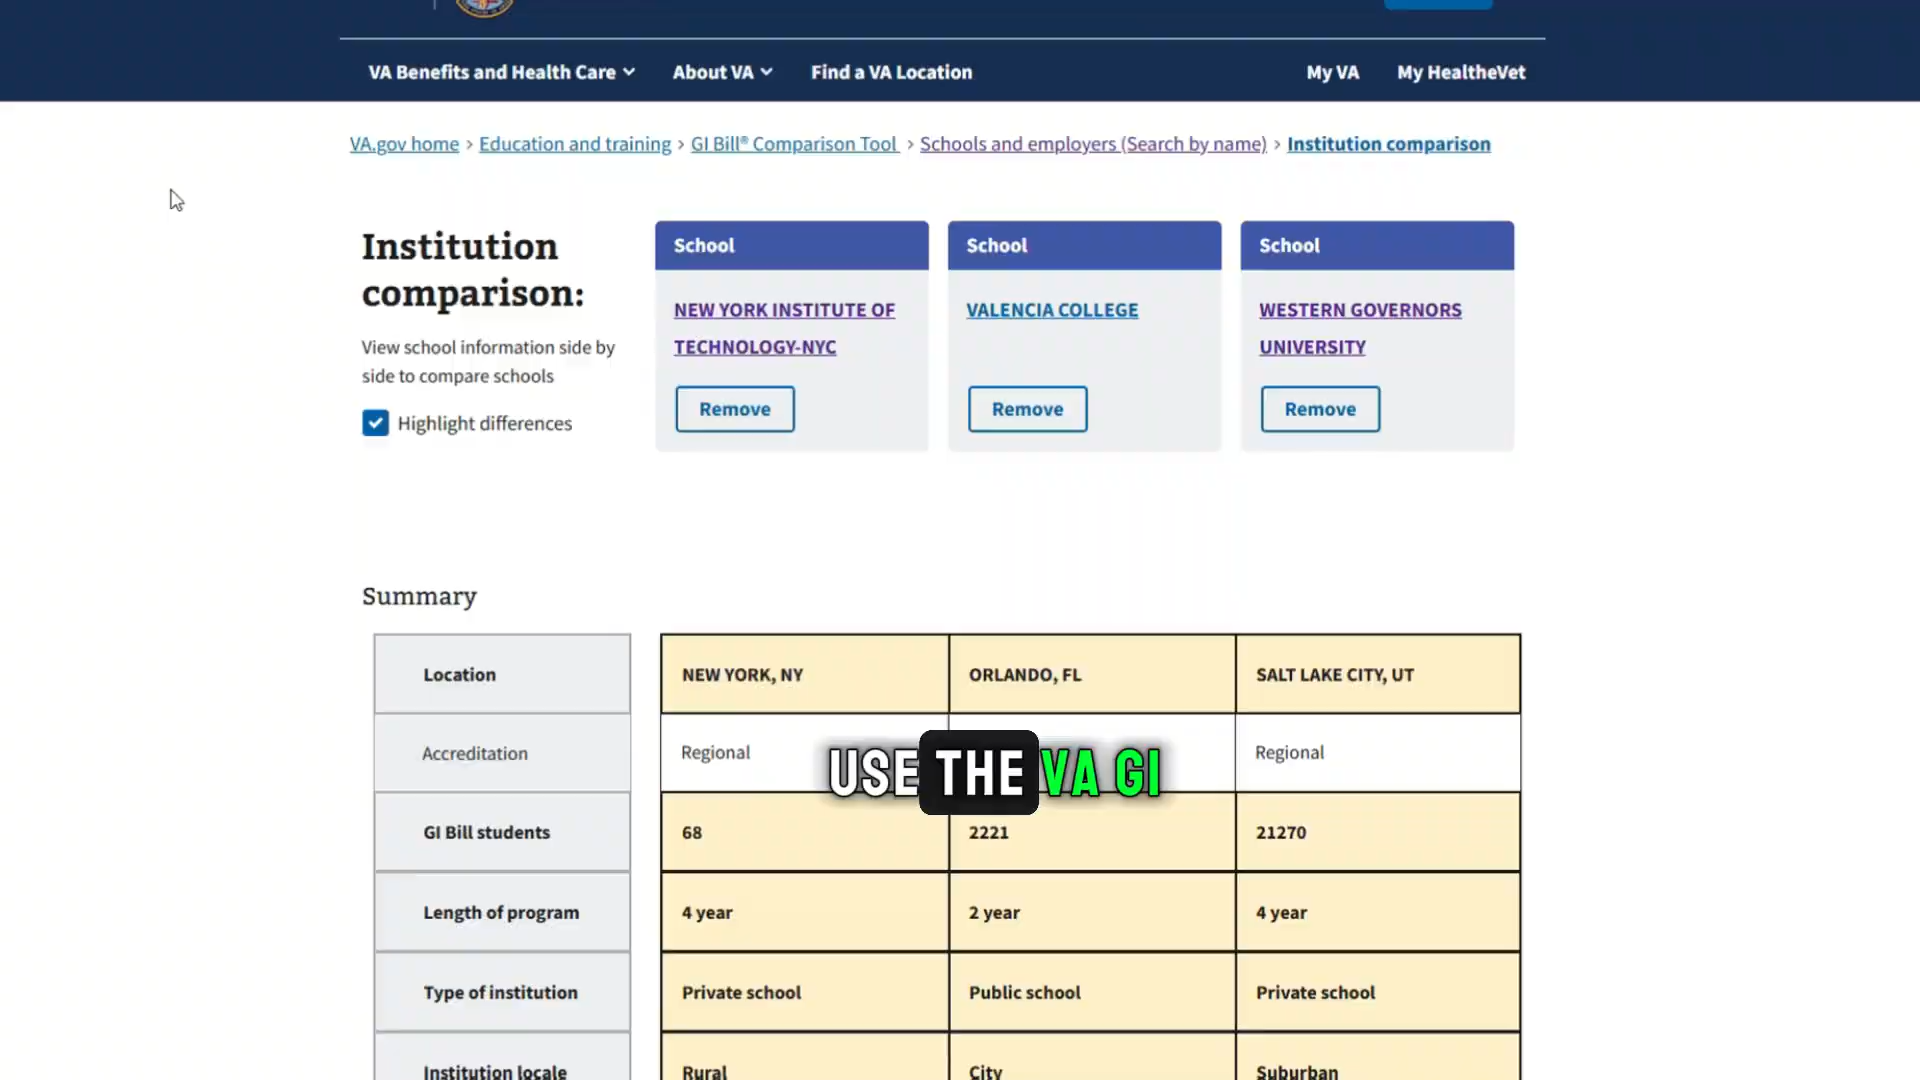 VA Benefits and Health Care About VA Find a VA Location My VA My HealtheVet
VA.gov home › Education and training › GI Bill® Comparison Tool › Schools and employers (Search by name) › Institution comparison
Institution
comparison:
View school information side by
side to compare schools
Highlight differences
School
NEW YORK INSTITUTE OF
TECHNOLOGY-NYC
Remove
School
VALENCIA COLLEGE
Remove
School
WESTERN GOVERNORS
UNIVERSITY
Remove
Summary
Location NEW YORK, NY ORLANDO, FL SALT LAKE CITY, UT
Accreditation Regional Regional
USE THE VA GI
GI Bill students 68 2221 21270
Length of program 4 year 2 year 4 year
Type of institution Private school Public school Private school
Institution locale Rural City Suburban